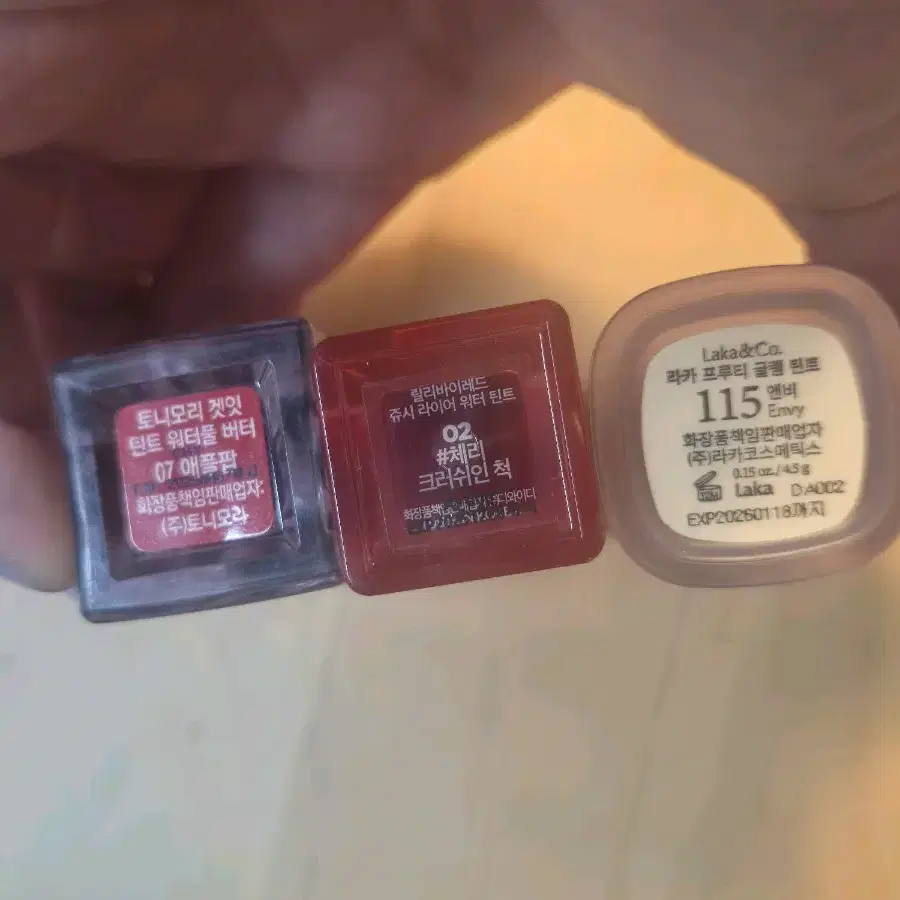 토니모리 겟잇
틴트 워터풀 버터
07 애플팝
화장품책임판매업자:
(주)토니모리
릴리바이레드
쥬시 라이어 워터 틴트
02
#체리
크러쉬인 척
Laka&Co.
라카 프루티 글램 틴트
115 앤비
Envy
화장품책임판매업자
(주)라카코스메틱스
0.15 oz. / 4.5 g
Laka DA002
EXP20260118까지